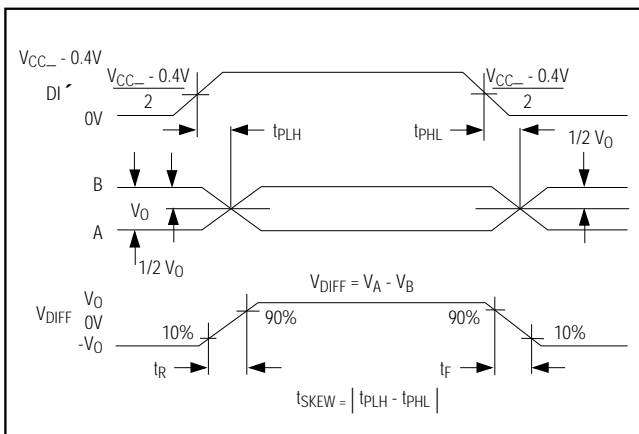 VCC_ - 0.4V
VCC_ - 0.4V
2
VCC_ - 0.4V
2
DI´
0V
tPLH
tPHL
1/2 VO
B
VO
A
1/2 VO
VDIFF = VA - VB
VO
VDIFF
0V
-VO
10%
90%
90%
10%
tR
tF
tSKEW = | tPLH - tPHL |